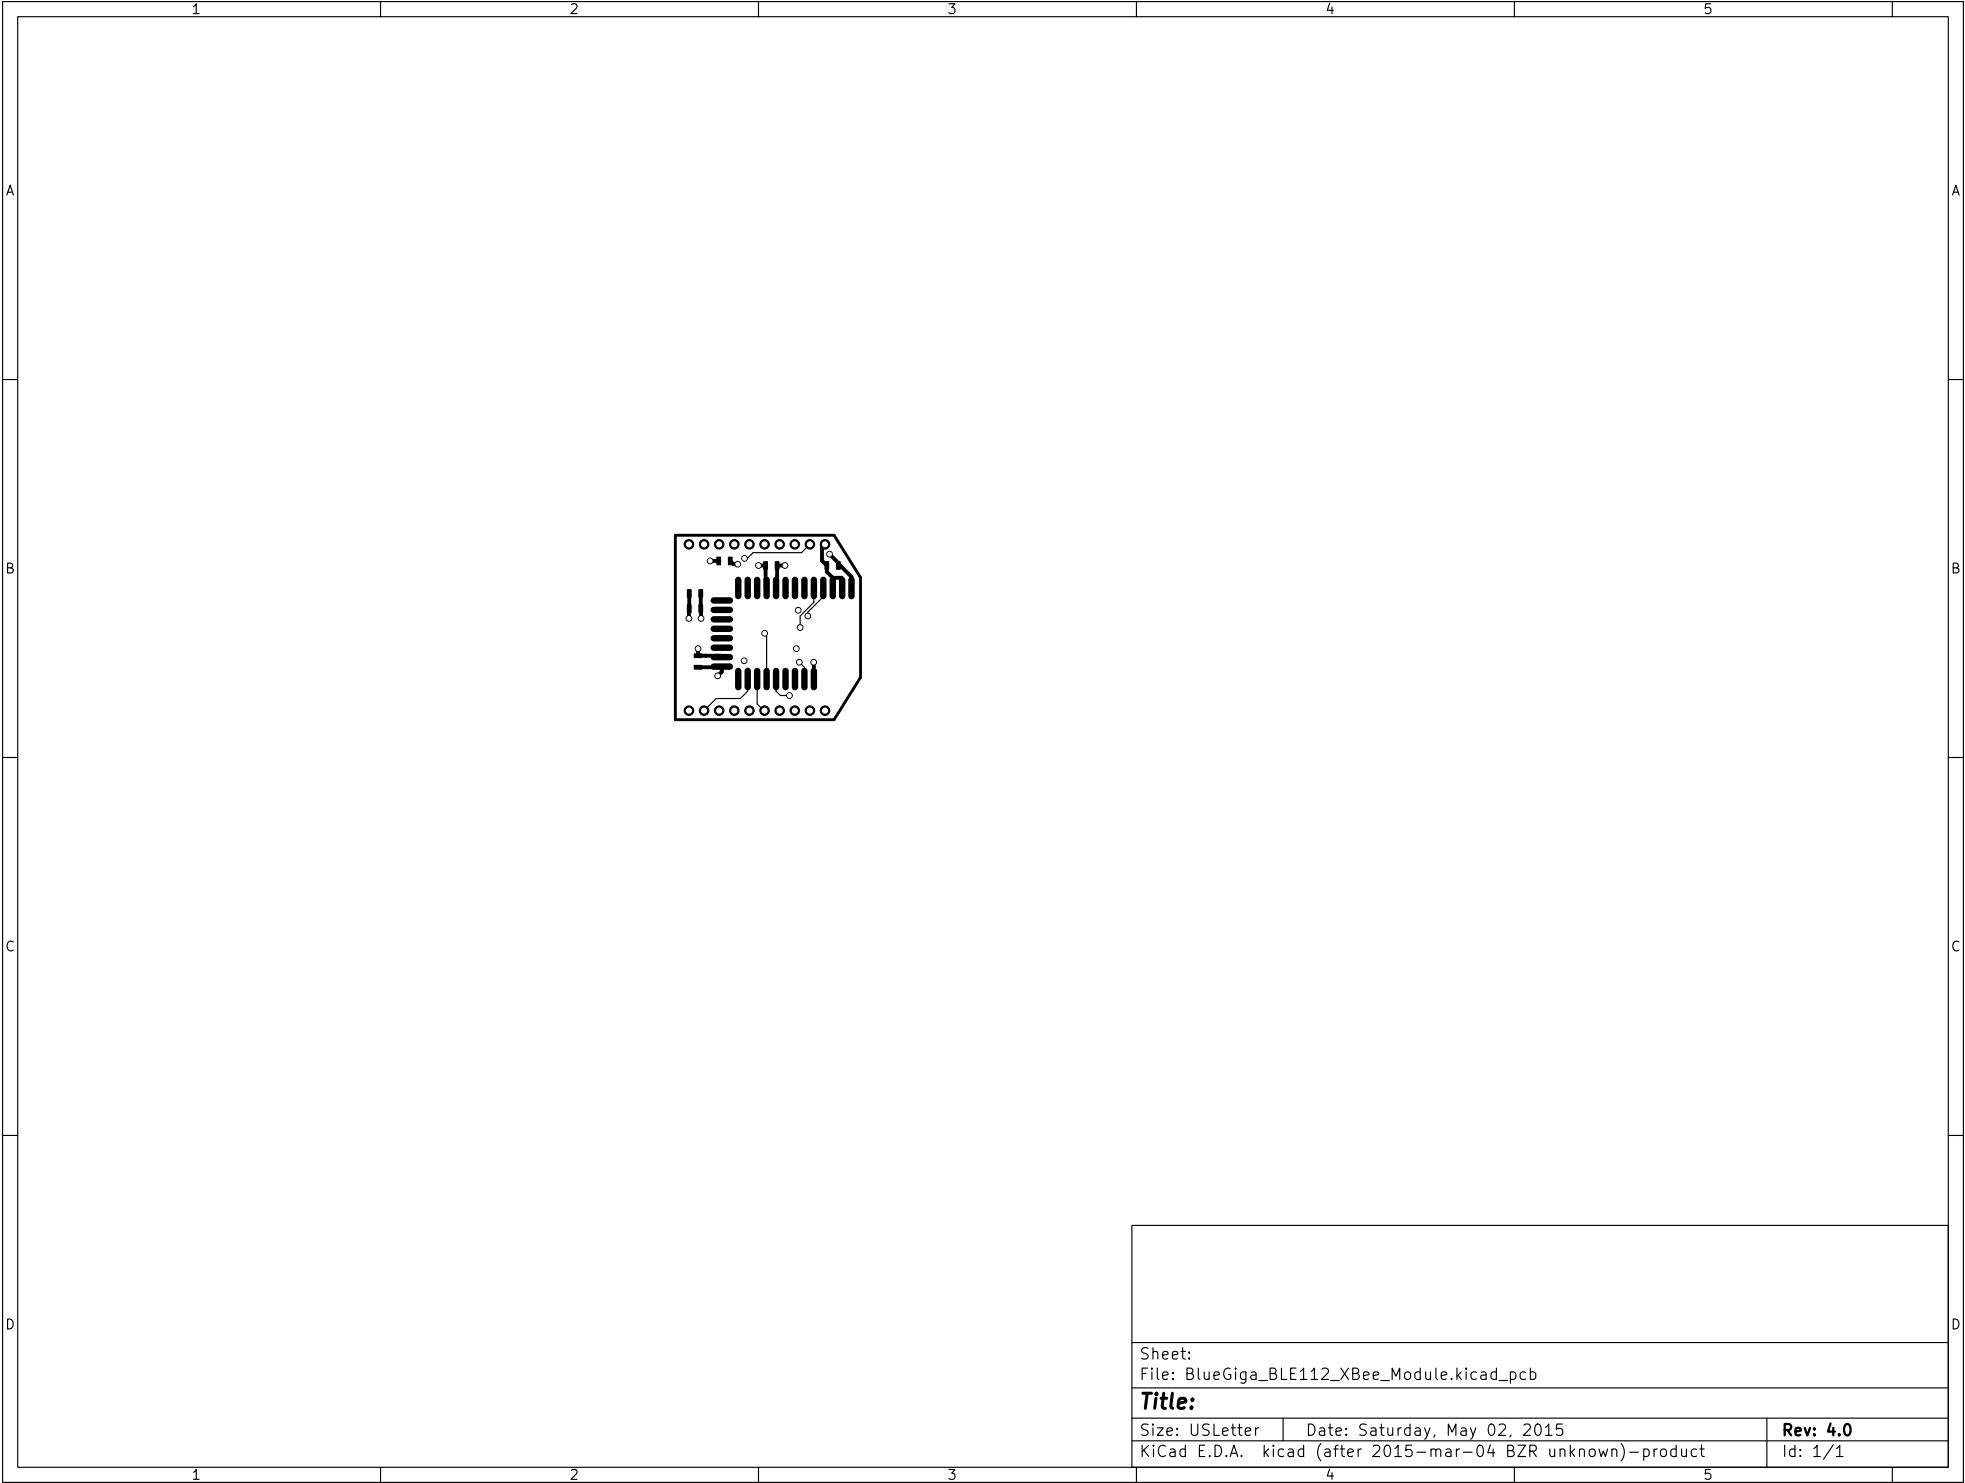 1 2 3 4 5
A A
B B
C C
D D
Sheet:
File: BlueGiga_BLE112_XBee_Module.kicad_pcb
Title:
Size: USLetter Date: Saturday, May 02, 2015 Rev: 4.0
KiCad E.D.A. kicad (after 2015-mar-04 BZR unknown)-product Id: 1/1
1 2 3 4 5